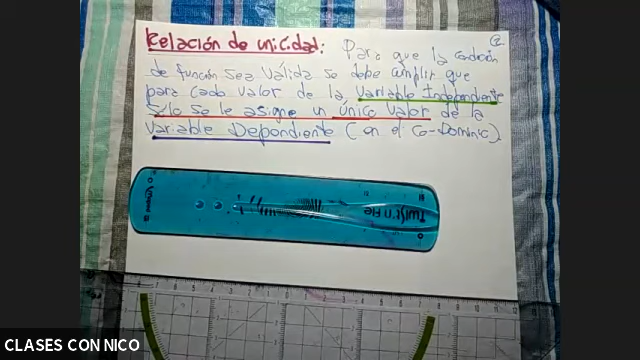 Relación de unicidad: Para que la condición
de función sea válida se debe cumplir que
para cada valor de la Variable Independiente
Sólo se le asigne un único valor de la
Variable Dependiente (en el Co-Dominio)
Twist'n Flex
CLASES CON NICO